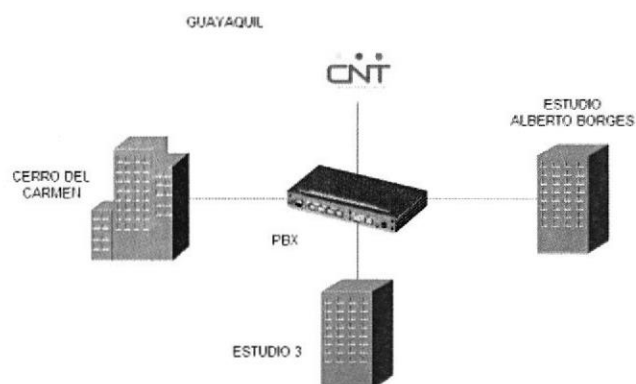 GUAYAQUIL
CNT
ESTUDIO
ALBERTO BORGES
CERRO DEL
CARMEN
PBX
ESTUDIO 3